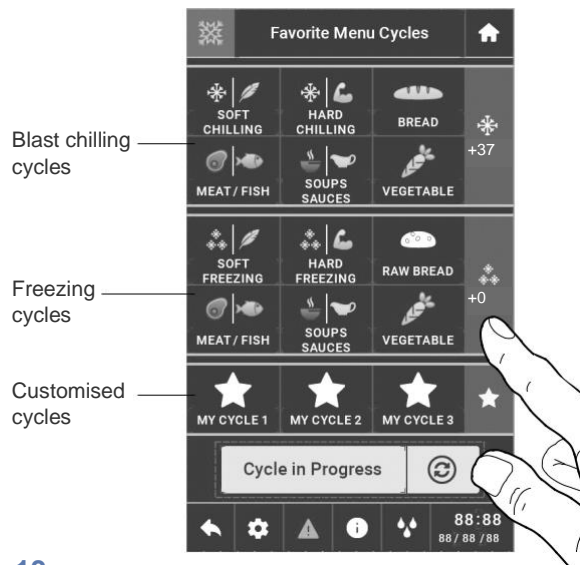 Favorite Menu Cycles
SOFT
CHILLING
HARD
CHILLING
BREAD
+37
MEAT / FISH
SOUPS
SAUCES
VEGETABLE
Blast chilling
cycles
SOFT
FREEZING
HARD
FREEZING
RAW BREAD
+0
MEAT / FISH
SOUPS
SAUCES
VEGETABLE
Freezing
cycles
MY CYCLE 1
MY CYCLE 2
MY CYCLE 3
Customised
cycles
Cycle in Progress
88:88
88 / 88 / 88